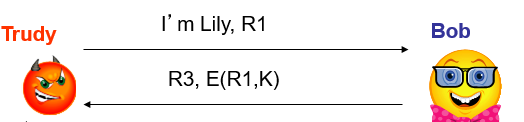 I'm Lily, R1
Trudy
Bob
R3, E(R1,K)